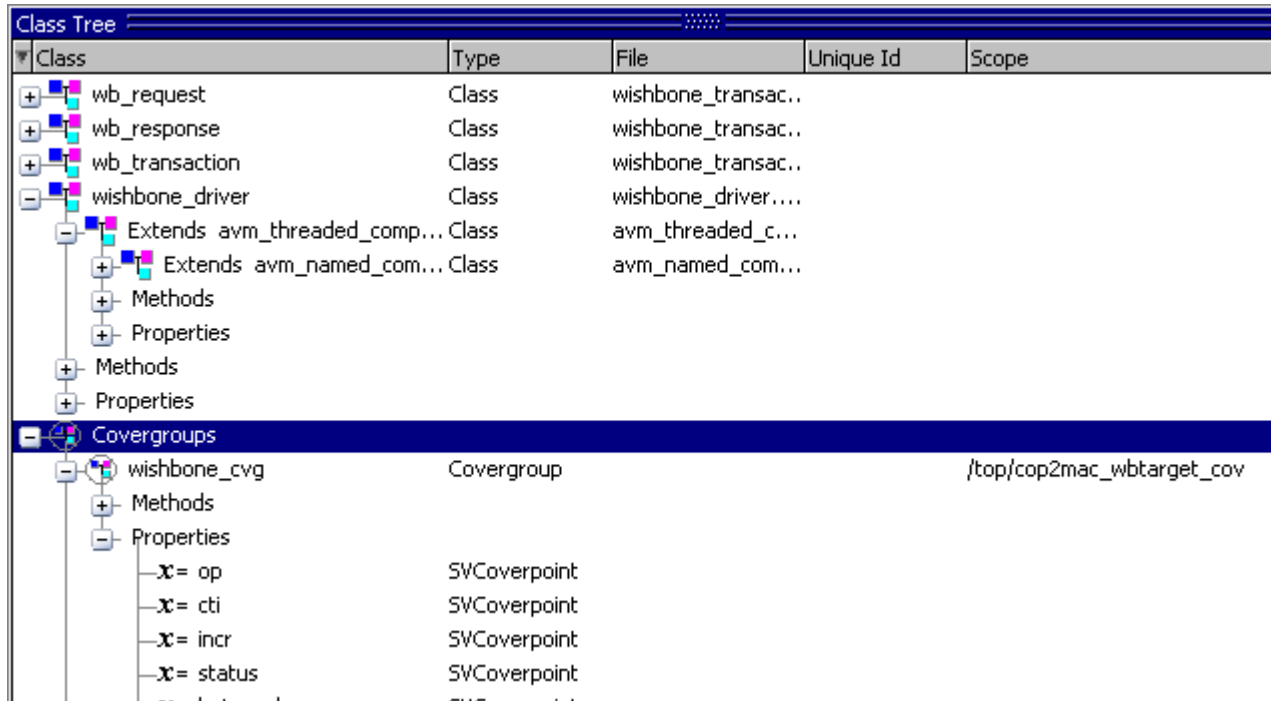 Class Tree
Class Type File Unique Id Scope
wb_request Class wishbone_transac..
wb_response Class wishbone_transac..
wb_transaction Class wishbone_transac..
wishbone_driver Class wishbone_driver....
Extends avm_threaded_comp... Class avm_threaded_c...
Extends avm_named_com... Class avm_named_com...
Methods
Properties
Methods
Properties
Covergroups
wishbone_cvg Covergroup /top/cop2mac_wbtarget_cov
Methods
Properties
x= op SVCoverpoint
x= cti SVCoverpoint
x= incr SVCoverpoint
x= status SVCoverpoint